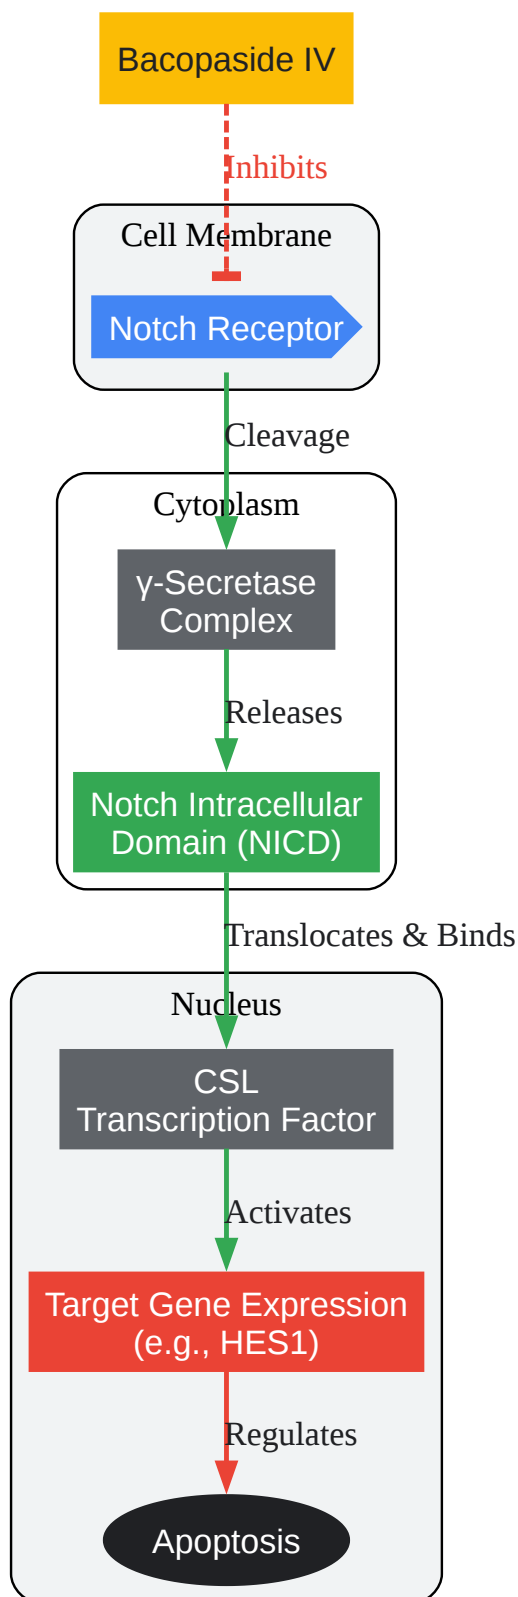 Bacopaside IV
Inhibits
Cell Membrane
Notch Receptor
Cleavage
Cytoplasm
γ-Secretase
Complex
Releases
Notch Intracellular
Domain (NICD)
Translocates & Binds
Nucleus
CSL
Transcription Factor
Activates
Target Gene Expression
(e.g., HES1)
Regulates
Apoptosis